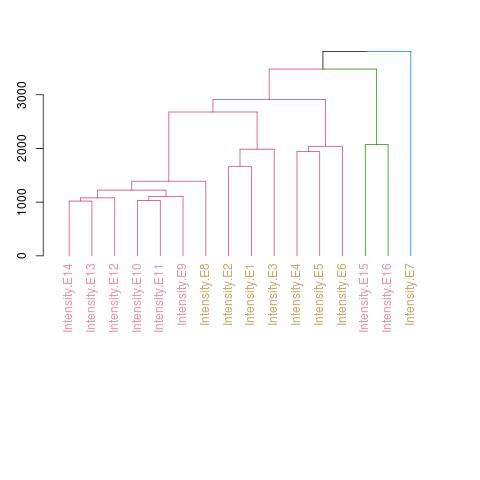 3000
2000
1000
0
Intensity.E14
Intensity.E13
Intensity.E12
Intensity.E10
Intensity.E11
Intensity.E9
Intensity.E8
Intensity.E2
Intensity.E1
Intensity.E3
Intensity.E4
Intensity.E5
Intensity.E6
Intensity.E15
Intensity.E16
Intensity.E7